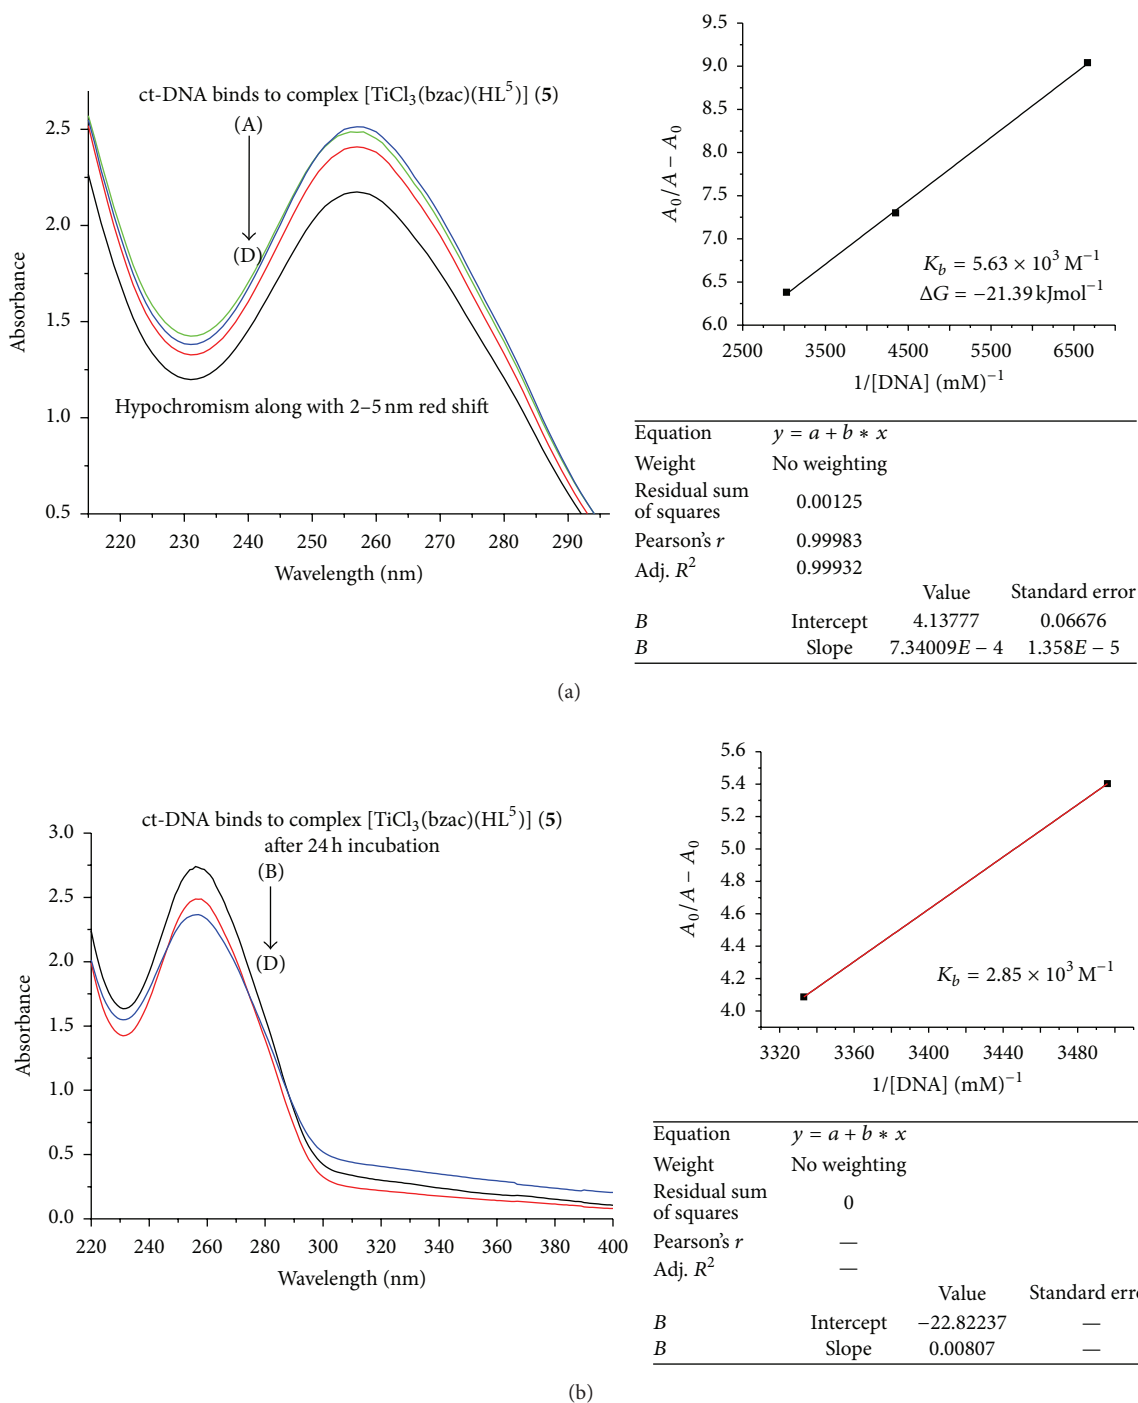 ct-DNA binds to complex [TiCl₃(bzac)(HL⁵)] (5)
(A)
(D)
Hypochromism along with 2–5 nm red shift
Absorbance
2.5
2.0
1.5
1.0
0.5
220 230 240 250 260 270 280 290
Wavelength (nm)
9.5
9.0
8.5
8.0
7.5
7.0
6.5
6.0
A₀/A − A₀
K_b = 5.63 × 10³ M⁻¹
ΔG = −21.39 kJmol⁻¹
2500 3500 4500 5500 6500
1/[DNA] (mM)⁻¹
Equation y = a + b ∗ x
Weight No weighting
Residual sum
of squares 0.00125
Pearson's r 0.99983
Adj. R² 0.99932
Value Standard error
B Intercept 4.13777 0.06676
B Slope 7.34009E − 4 1.358E − 5
(a)
ct-DNA binds to complex [TiCl₃(bzac)(HL⁵)] (5)
after 24 h incubation
(B)
(D)
Absorbance
3.0
2.5
2.0
1.5
1.0
0.5
0.0
220 240 260 280 300 320 340 360 380 400
Wavelength (nm)
5.6
5.4
5.2
5.0
4.8
4.6
4.4
4.2
4.0
A₀/A − A₀
K_b = 2.85 × 10³ M⁻¹
3320 3360 3400 3440 3480
1/[DNA] (mM)⁻¹
Equation y = a + b ∗ x
Weight No weighting
Residual sum
of squares 0
Pearson's r —
Adj. R² —
Value Standard erro
B Intercept −22.82237 —
B Slope 0.00807 —
(b)